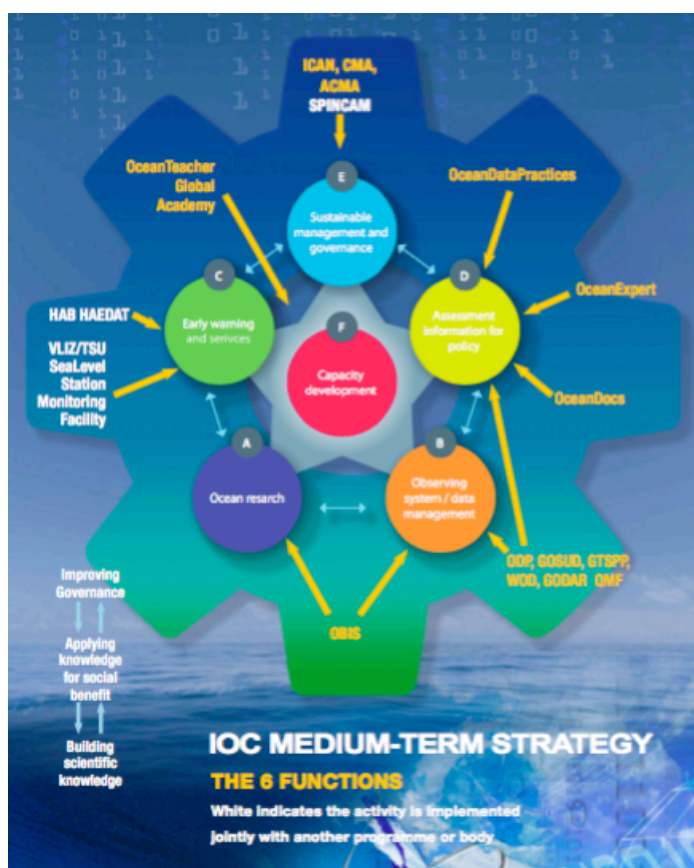 ICAN, CMA,
ACMA
SPINCAM
OceanTeacher
Global
Academy
OceanDataPractices
E
Sustainable
management and
governance
C
Early warning
and serivces
D
Assessment
information for
policy
OceanExpert
HAB HAEDAT
VLIZ/TSU
SeaLevel
Station
Monitoring
Facility
F
Capacity
development
OceanDocs
A
Ocean resarch
B
Observing
system / data
management
ODP, GOSUD, GTSPP,
WOD, GODAR QMF
OBIS
Improving
Governance
Applying
knowledge
for social
benefit
Building
scientific
knowledge
IOC MEDIUM-TERM STRATEGY
THE 6 FUNCTIONS
White indicates the activity is implemented
jointly with another programme or body